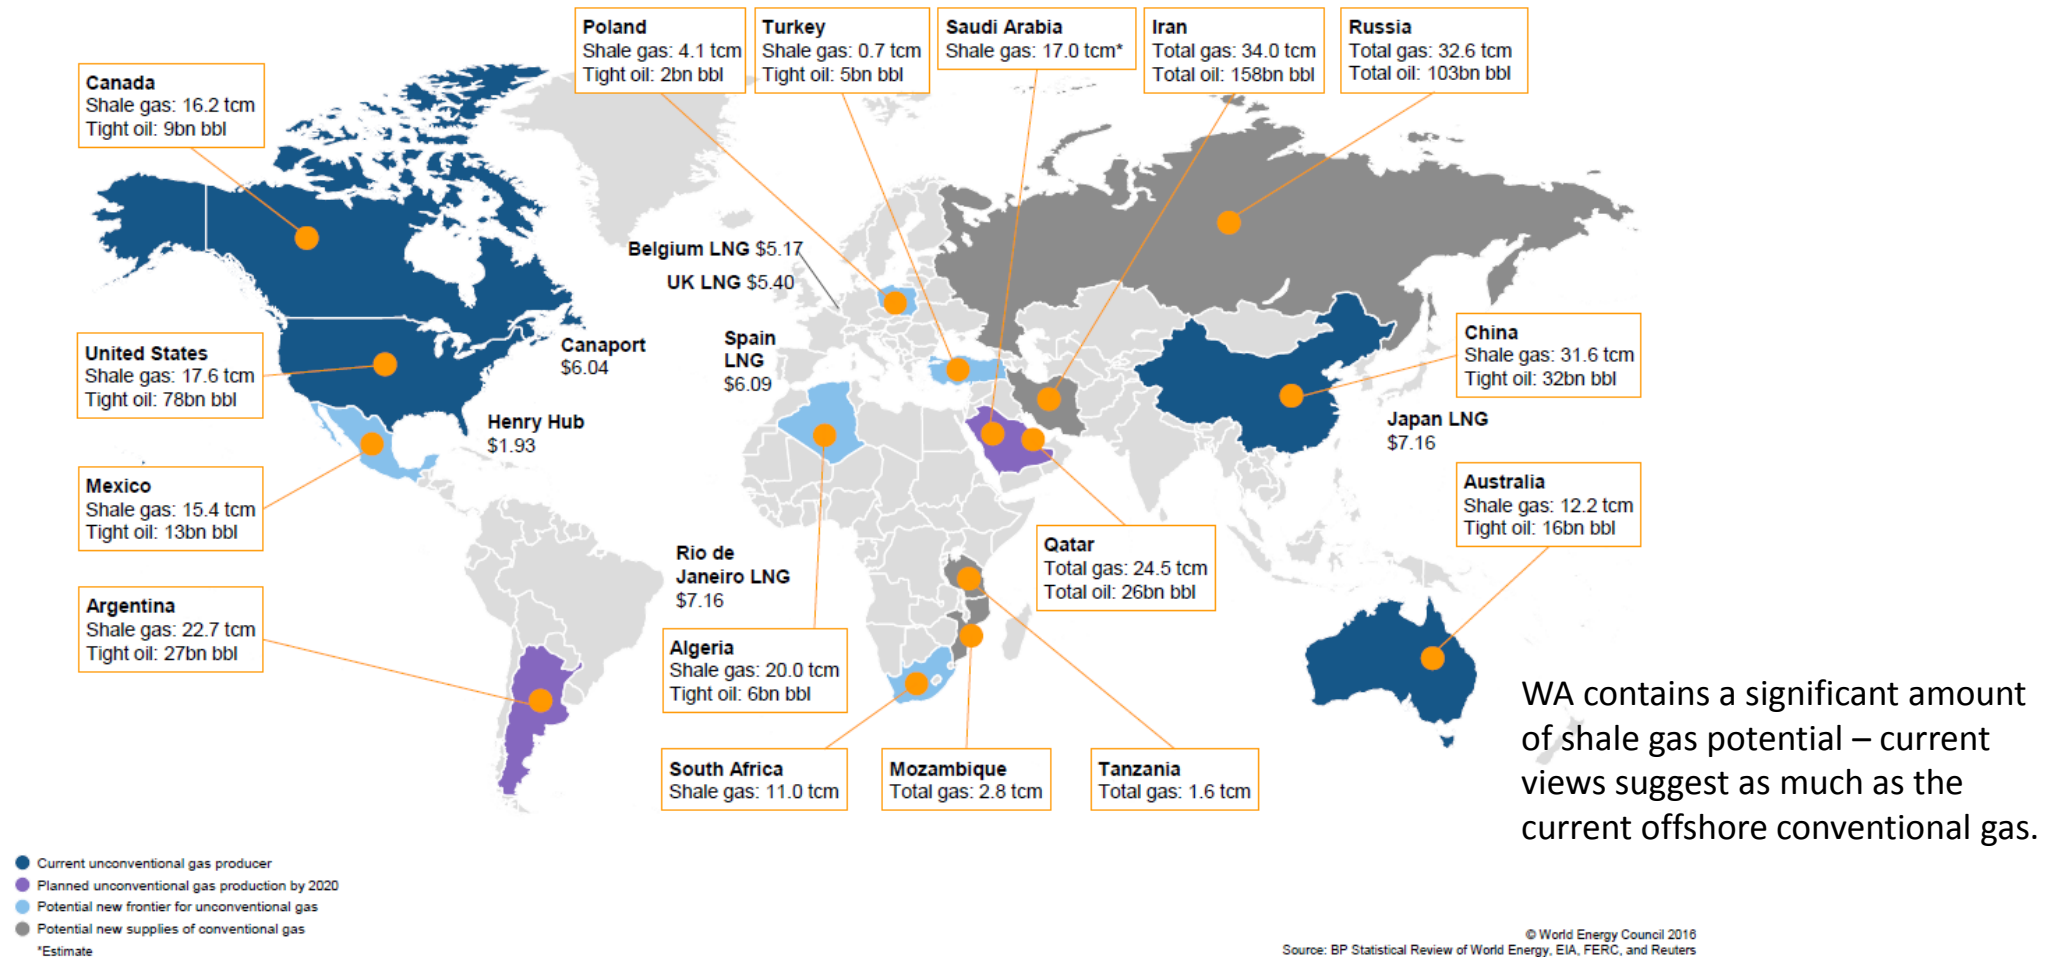 Poland
Shale gas: 4.1 tcm
Tight oil: 2bn bbl
Turkey
Shale gas: 0.7 tcm
Tight oil: 5bn bbl
Saudi Arabia
Shale gas: 17.0 tcm*
Iran
Total gas: 34.0 tcm
Total oil: 158bn bbl
Russia
Total gas: 32.6 tcm
Total oil: 103bn bbl
Canada
Shale gas: 16.2 tcm
Tight oil: 9bn bbl
Belgium LNG $5.17
UK LNG $5.40
United States
Shale gas: 17.6 tcm
Tight oil: 78bn bbl
Canaport
$6.04
Spain
LNG
$6.09
China
Shale gas: 31.6 tcm
Tight oil: 32bn bbl
Henry Hub
$1.93
Japan LNG
$7.16
Mexico
Shale gas: 15.4 tcm
Tight oil: 13bn bbl
Australia
Shale gas: 12.2 tcm
Tight oil: 16bn bbl
Rio de
Janeiro LNG
$7.16
Qatar
Total gas: 24.5 tcm
Total oil: 26bn bbl
Argentina
Shale gas: 22.7 tcm
Tight oil: 27bn bbl
Algeria
Shale gas: 20.0 tcm
Tight oil: 6bn bbl
South Africa
Shale gas: 11.0 tcm
Mozambique
Total gas: 2.8 tcm
Tanzania
Total gas: 1.6 tcm
WA contains a significant amount
of shale gas potential – current
views suggest as much as the
current offshore conventional gas.
Current unconventional gas producer
Planned unconventional gas production by 2020
Potential new frontier for unconventional gas
Potential new supplies of conventional gas
*Estimate
© World Energy Council 2016
Source: BP Statistical Review of World Energy, EIA, FERC, and Reuters